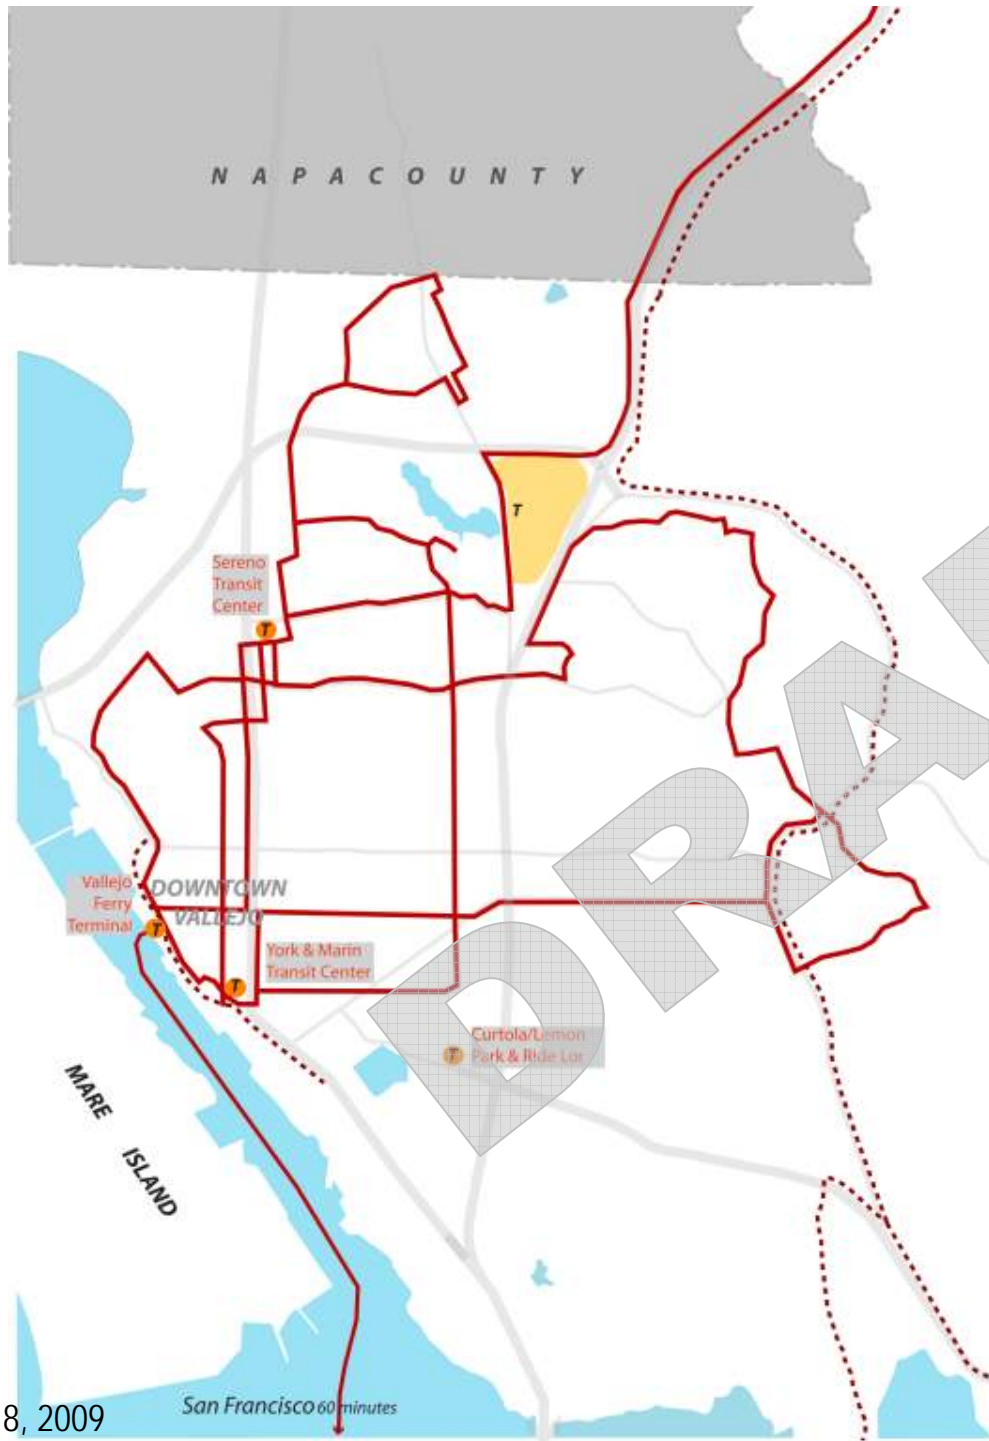 N A P A C O U N T Y
T
Sereno
Transit
Center
T
Vallejo
Ferry
Terminal
T
DOWNTOWN
VALLEJO
York & Marin
Transit Center
T
Curtola/Lemon
Park & Ride Lot
T
MARE
ISLAND
DRA
San Francisco 60 minutes
8, 2009